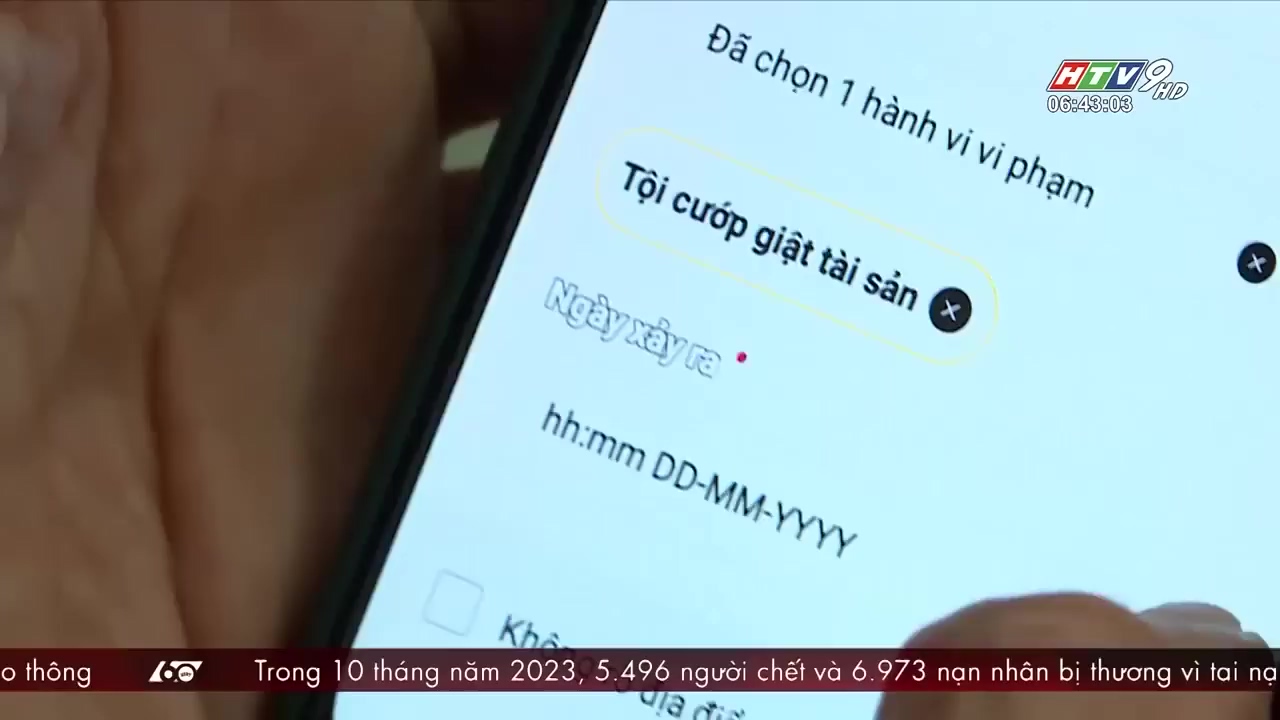 Đã chọn 1 hành vi vi phạm
HTV9 HD
06:43:03
Tội cướp giật tài sản
Ngày xảy ra
hh:mm DD-MM-YYYY
địa
o thông
60
Trong 10 tháng năm 2023, 5.496 người chết và 6.973 nạn nhân bị thương vì tai nạ